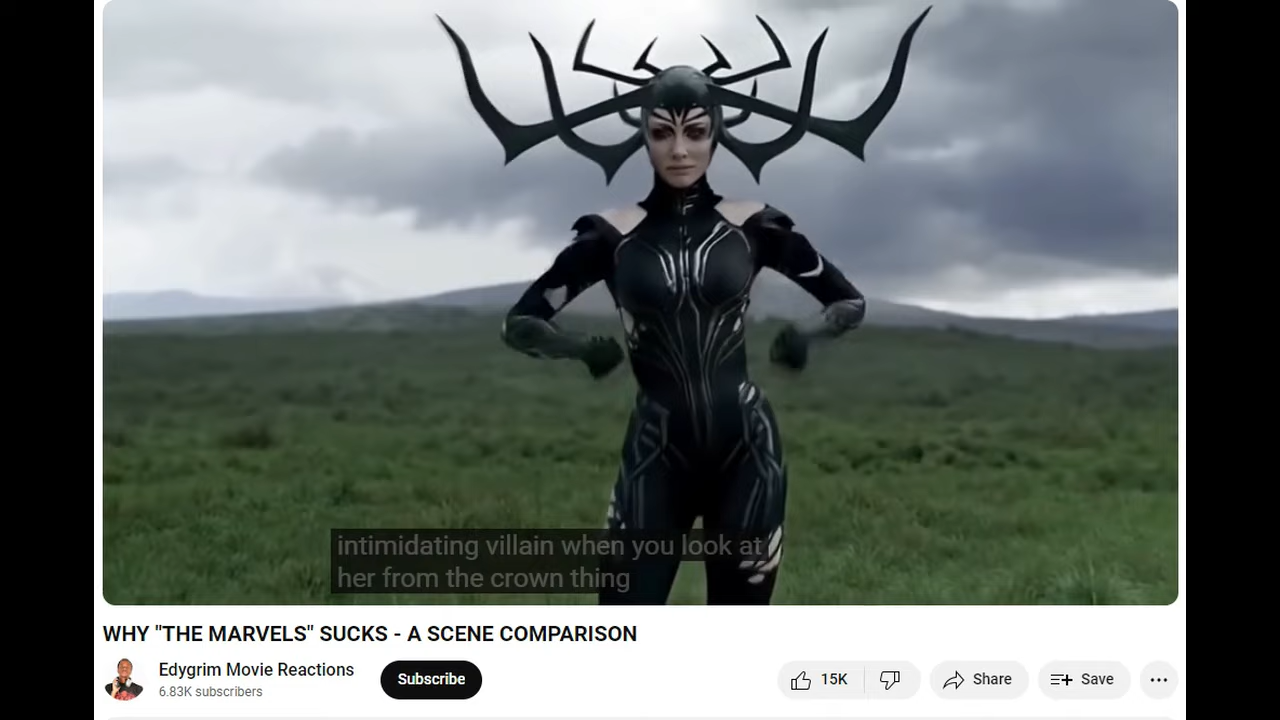 intimidating villain when you look at
her from the crown thing
WHY "THE MARVELS" SUCKS - A SCENE COMPARISON
Edygrim Movie Reactions
6.83K subscribers
Subscribe
15K
Share
Save